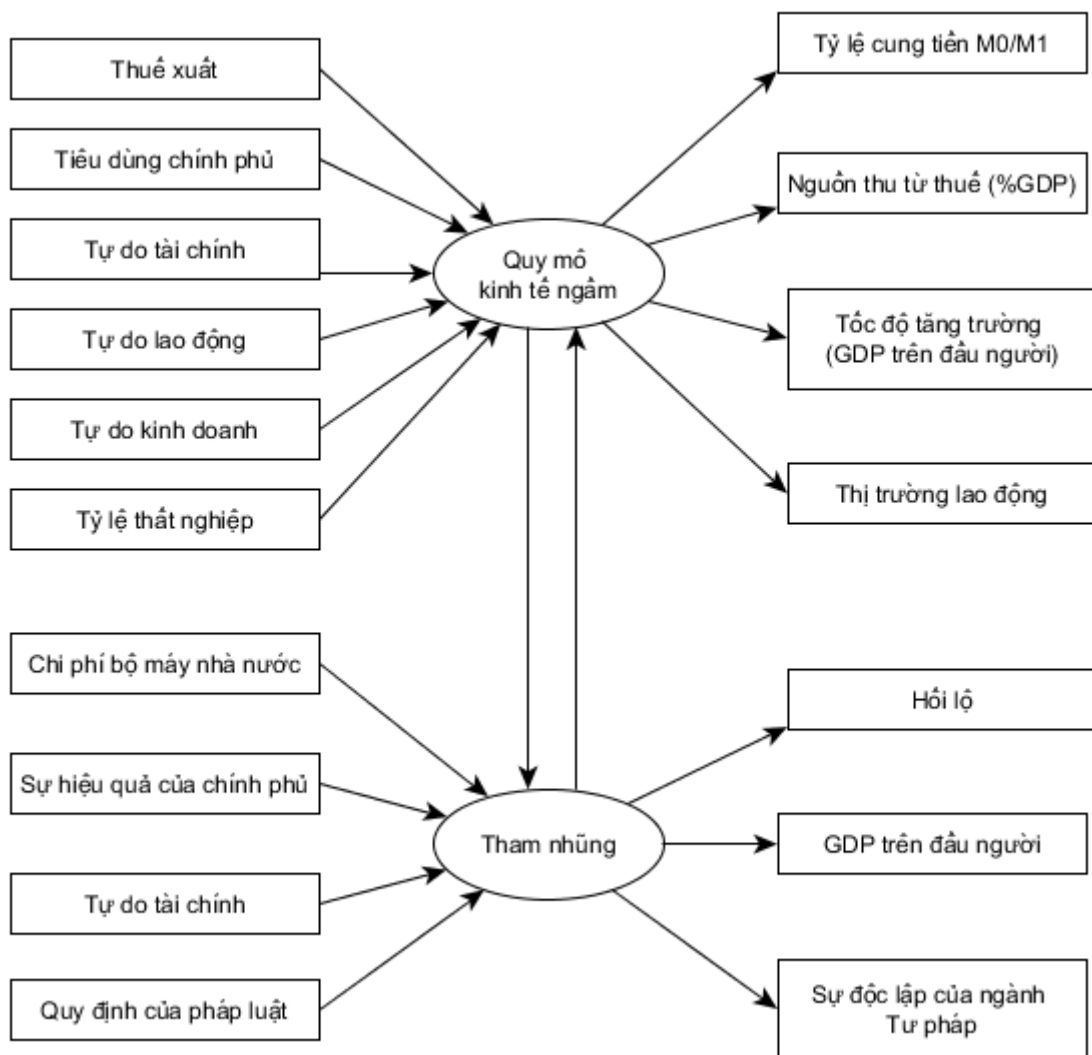 Thuế xuất
Tiêu dùng chính phủ
Tự do tài chính
Tự do lao động
Tự do kinh doanh
Tỷ lệ thất nghiệp
Quy mô
kinh tế ngầm
Tỷ lệ cung tiền M0/M1
Nguồn thu từ thuế (%GDP)
Tốc độ tăng trường
(GDP trên đầu người)
Thị trường lao động
Chi phí bộ máy nhà nước
Sự hiệu quả của chính phủ
Tự do tài chính
Quy định của pháp luật
Tham nhũng
Hối lộ
GDP trên đầu người
Sự độc lập của ngành
Tư pháp